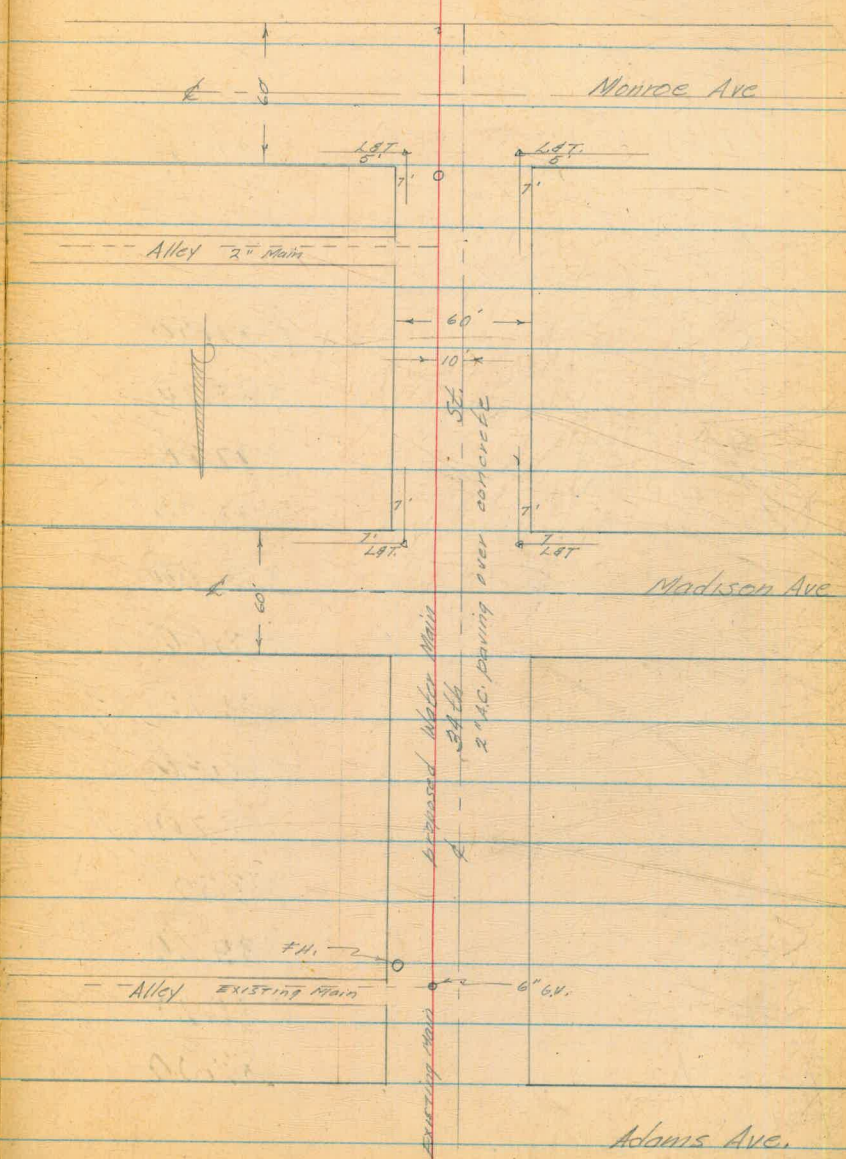 ℄
60'
Monroe Ave
L&T.
5'
7'
L&T.
5'
7'
Alley 2" Main
60'
10'
7'
7'
L&T.
7'
7'
L&T
℄
60'
Madison Ave
proposed Water Main
℄ 34th St.
2" A.C. paving over concrete
F.H.
Alley Existing Main
6" G.V.
Existing Main
Adams Ave.